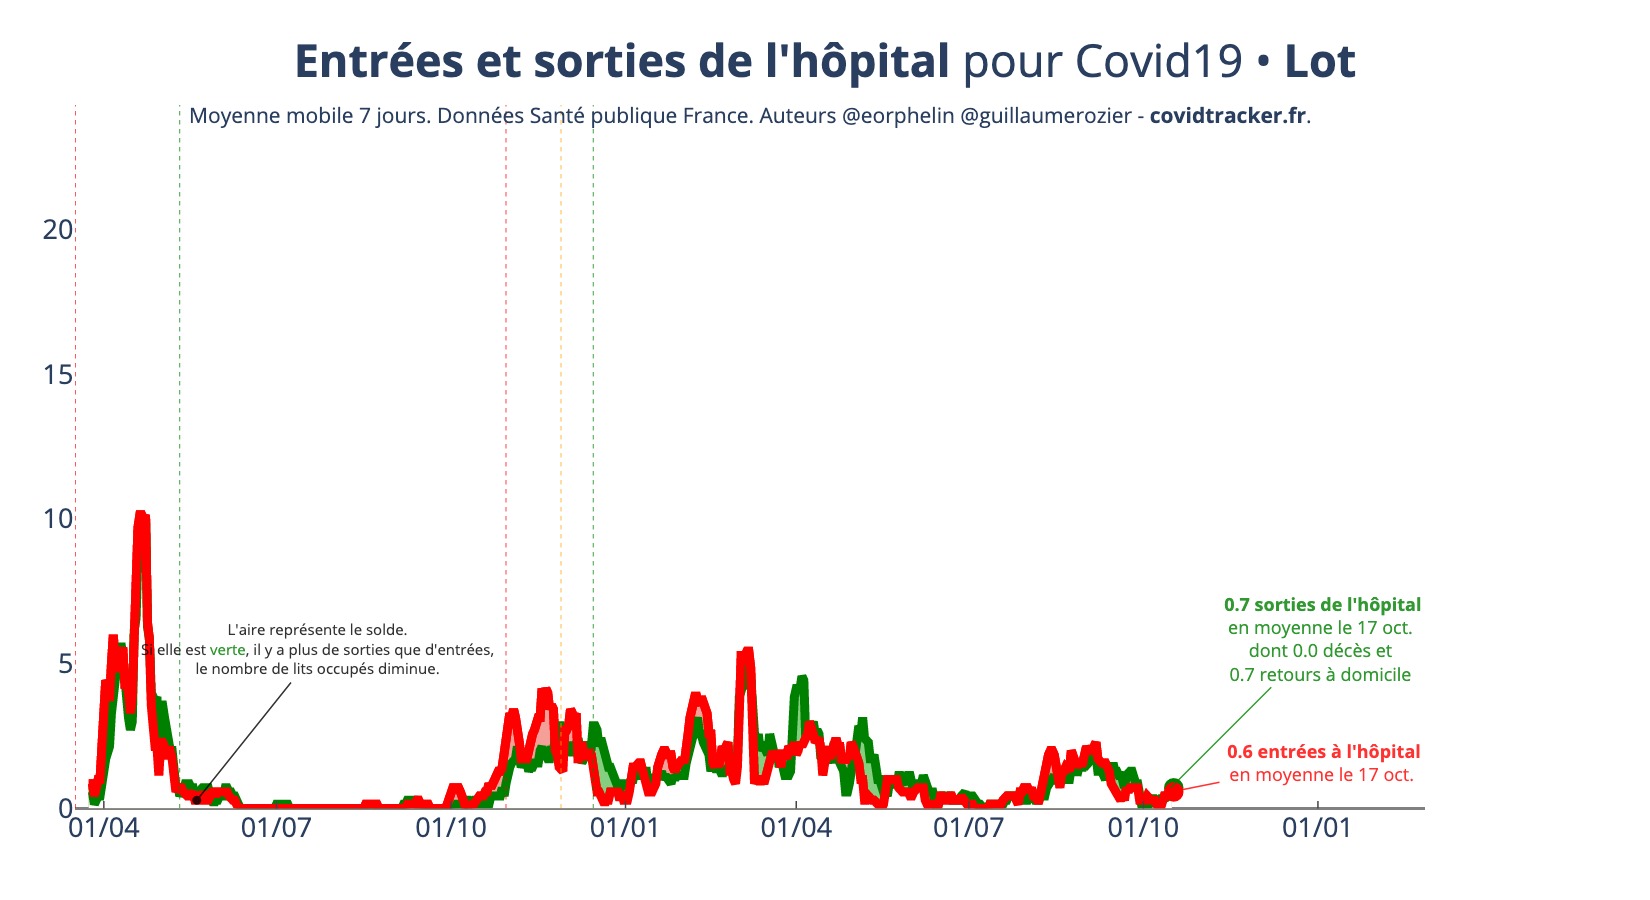 Entrées et sorties de l'hôpital pour Covid19 • Lot
Moyenne mobile 7 jours. Données Santé publique France. Auteurs @eorphelin @guillaumerozier - covidtracker.fr.
20
15
10
5
0
L'aire représente le solde.
Si elle est verte, il y a plus de sorties que d'entrées,
le nombre de lits occupés diminue.
0.7 sorties de l'hôpital
en moyenne le 17 oct.
dont 0.0 décès et
0.7 retours à domicile
0.6 entrées à l'hôpital
en moyenne le 17 oct.
01/04 01/07 01/10 01/01 01/04 01/07 01/10 01/01